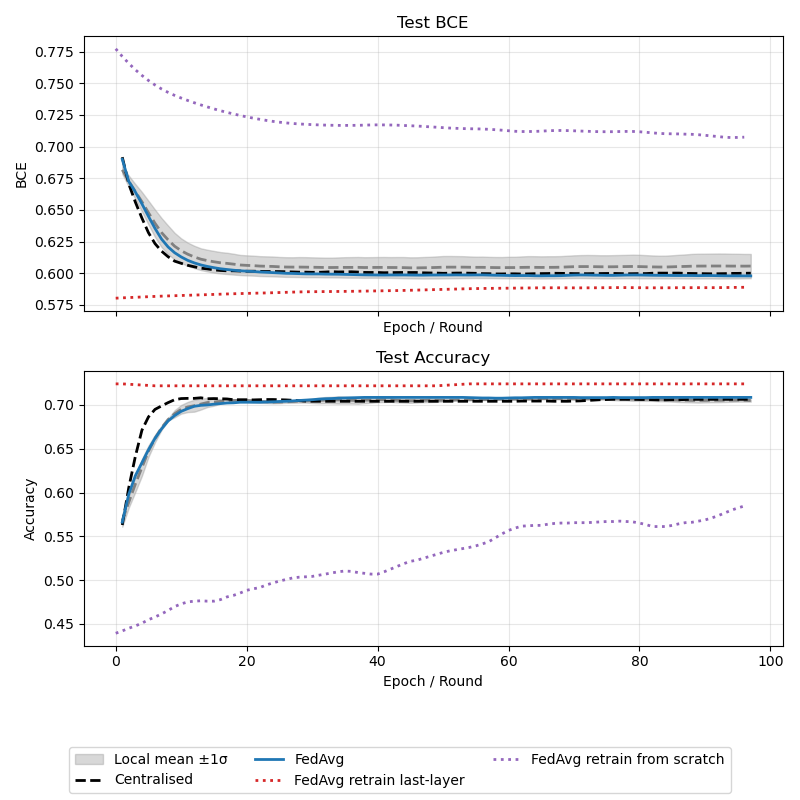 Test BCE
0.775
0.750
0.725
0.700
0.675
0.650
0.625
0.600
0.575
BCE
Epoch / Round
Test Accuracy
0.70
0.65
0.60
0.55
0.50
0.45
Accuracy
0 20 40 60 80 100
Epoch / Round
Local mean ±1σ FedAvg FedAvg retrain from scratch
Centralised FedAvg retrain last-layer